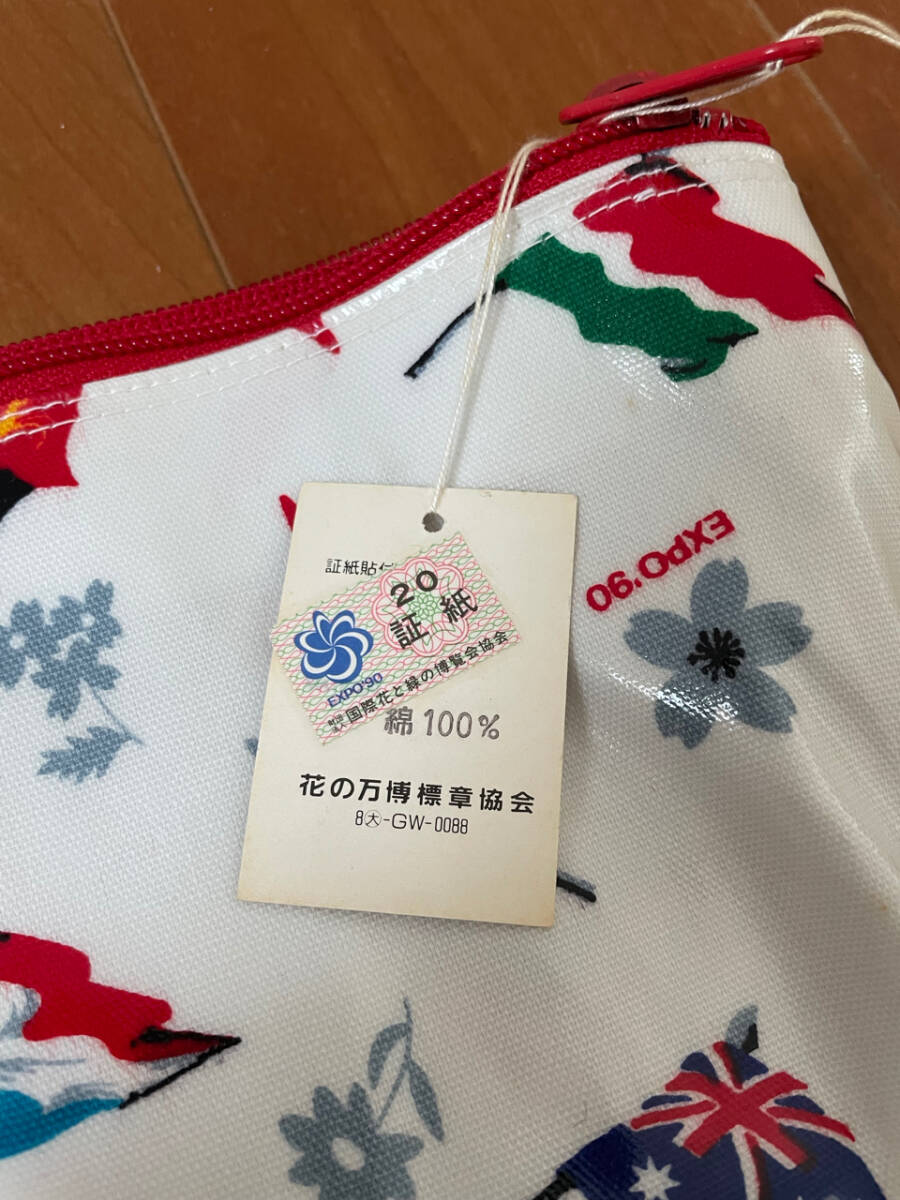 証紙貼付
20
証紙
EXPO'90
財団法人 国際花と緑の博覧会協会
綿 100%
花の万博標章協会
8㊅-GW-0088
EXPO'90